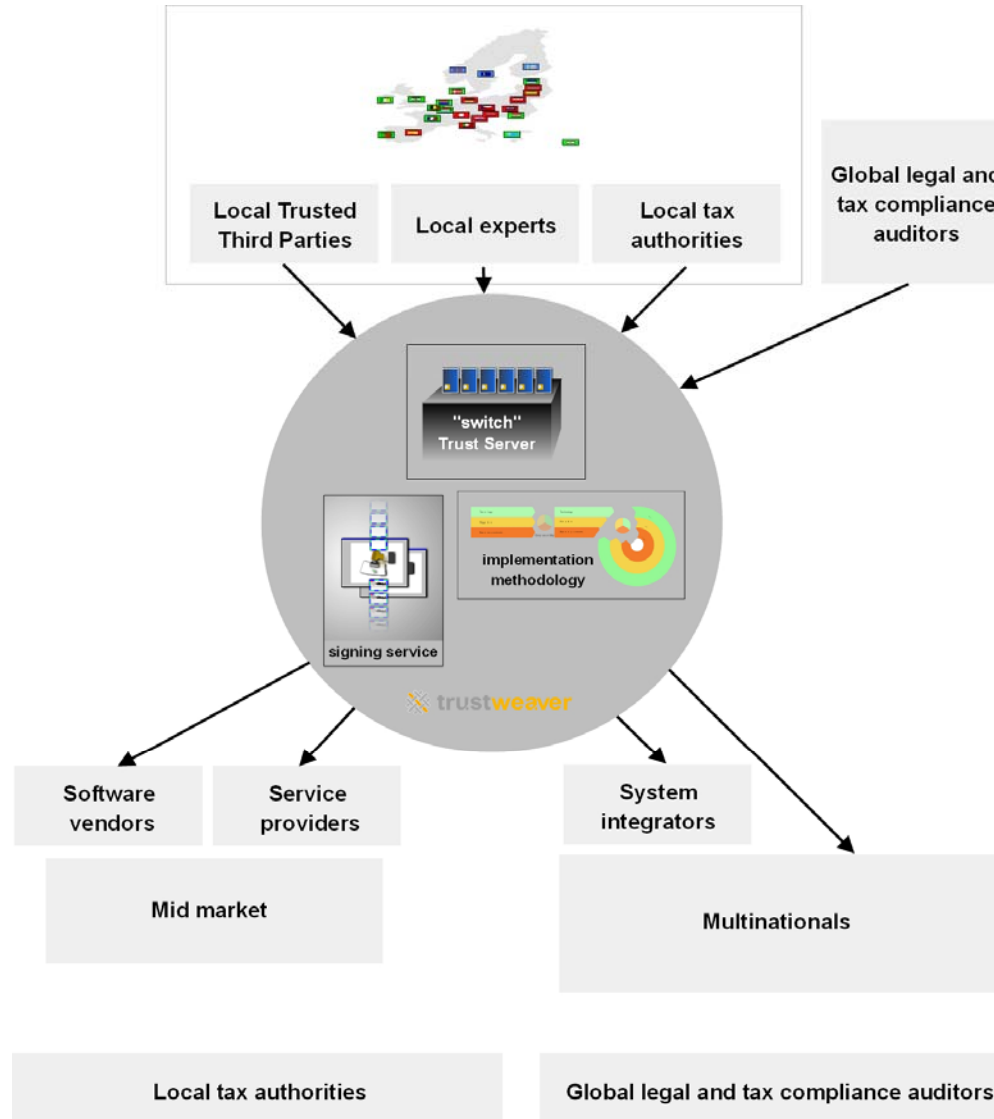 Local Trusted
Third Parties
Local experts
Local tax
authorities
Global legal and
tax compliance
auditors
"switch"
Trust Server
implementation
methodology
signing service
trustweaver
Software
vendors
Service
providers
System
integrators
Mid market
Multinationals
Local tax authorities
Global legal and tax compliance auditors